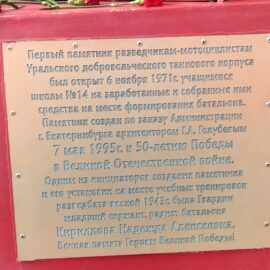 Первый памятник разведчикам-мотоциклистам
Уральского добровольческого танкового корпуса
был открыт 6 ноября 1971г. учащимися
школы №14 на заработанные и собранные ими
средства на месте формирования батальона.
Памятник создан по заказу Администрации
г. Екатеринбурга архитектором Г.А. Голубевым
7 мая 1995г. к 50-летию Победы
в Великой Отечественной войне.
Одним из инициаторов создания памятника
и его установки на месте учебных тренировок
разведбата весной 1943г. была Гвардии
младший сержант, радист батальона
Кириллова Надежда Алексеевна.
Вечная память Героям Великой Победы!